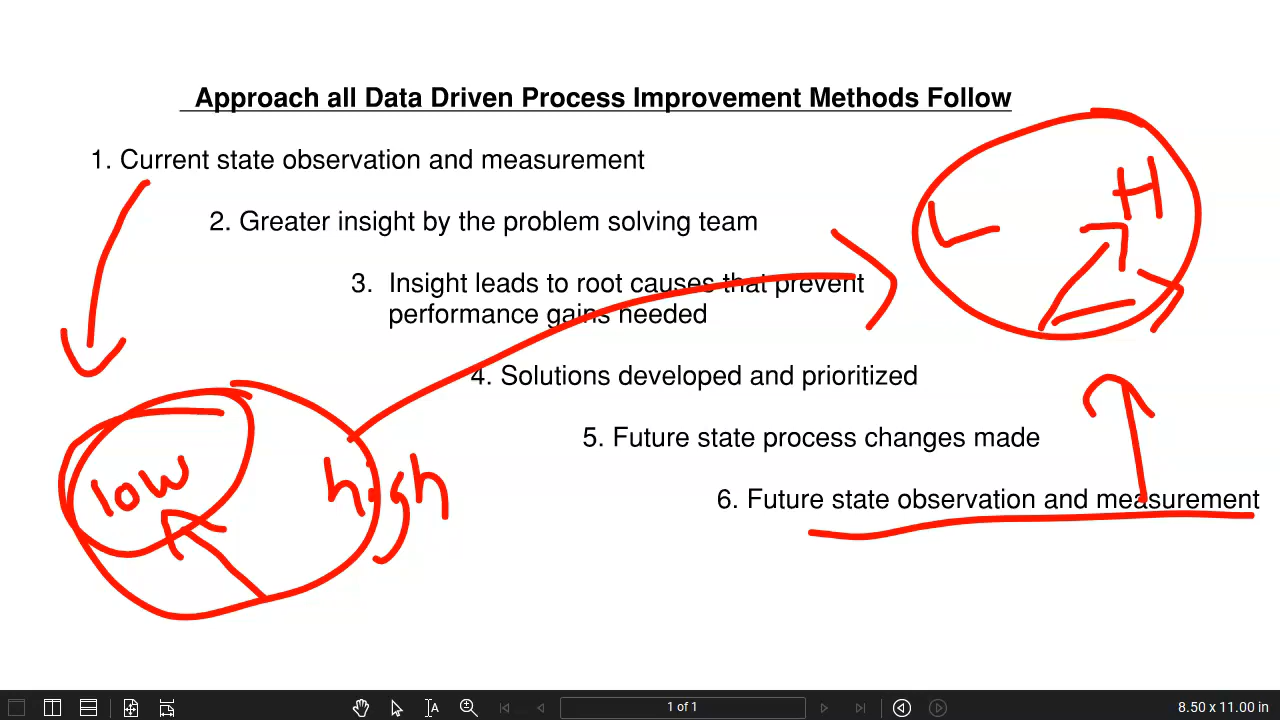 Approach all Data Driven Process Improvement Methods Follow
1. Current state observation and measurement
2. Greater insight by the problem solving team
3. Insight leads to root causes that prevent
performance gains needed
4. Solutions developed and prioritized
5. Future state process changes made
6. Future state observation and measurement
L H
low high
1 of 1
8.50 x 11.00 in